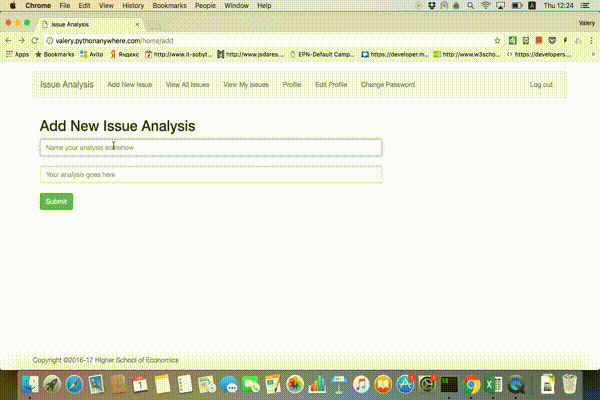 Chrome File Edit View History Bookmarks People Window Help Thu 12:24
Issue Analysis Valery
valery.pythonanywhere.com/home/add
Apps Bookmarks Avito Яндекс http://www.it-sobyt... http://www.jsdares... EPN-Default Camp... https://developer.m... http://www.w3scho... https://developers....
Issue Analysis Add New Issue View All Issues View My Issues Profile Edit Profile Change Password Log out
Add New Issue Analysis
Name your analysis somehow
Your analysis goes here
Submit
Copyright ©2016-17 Higher School of Economics
1